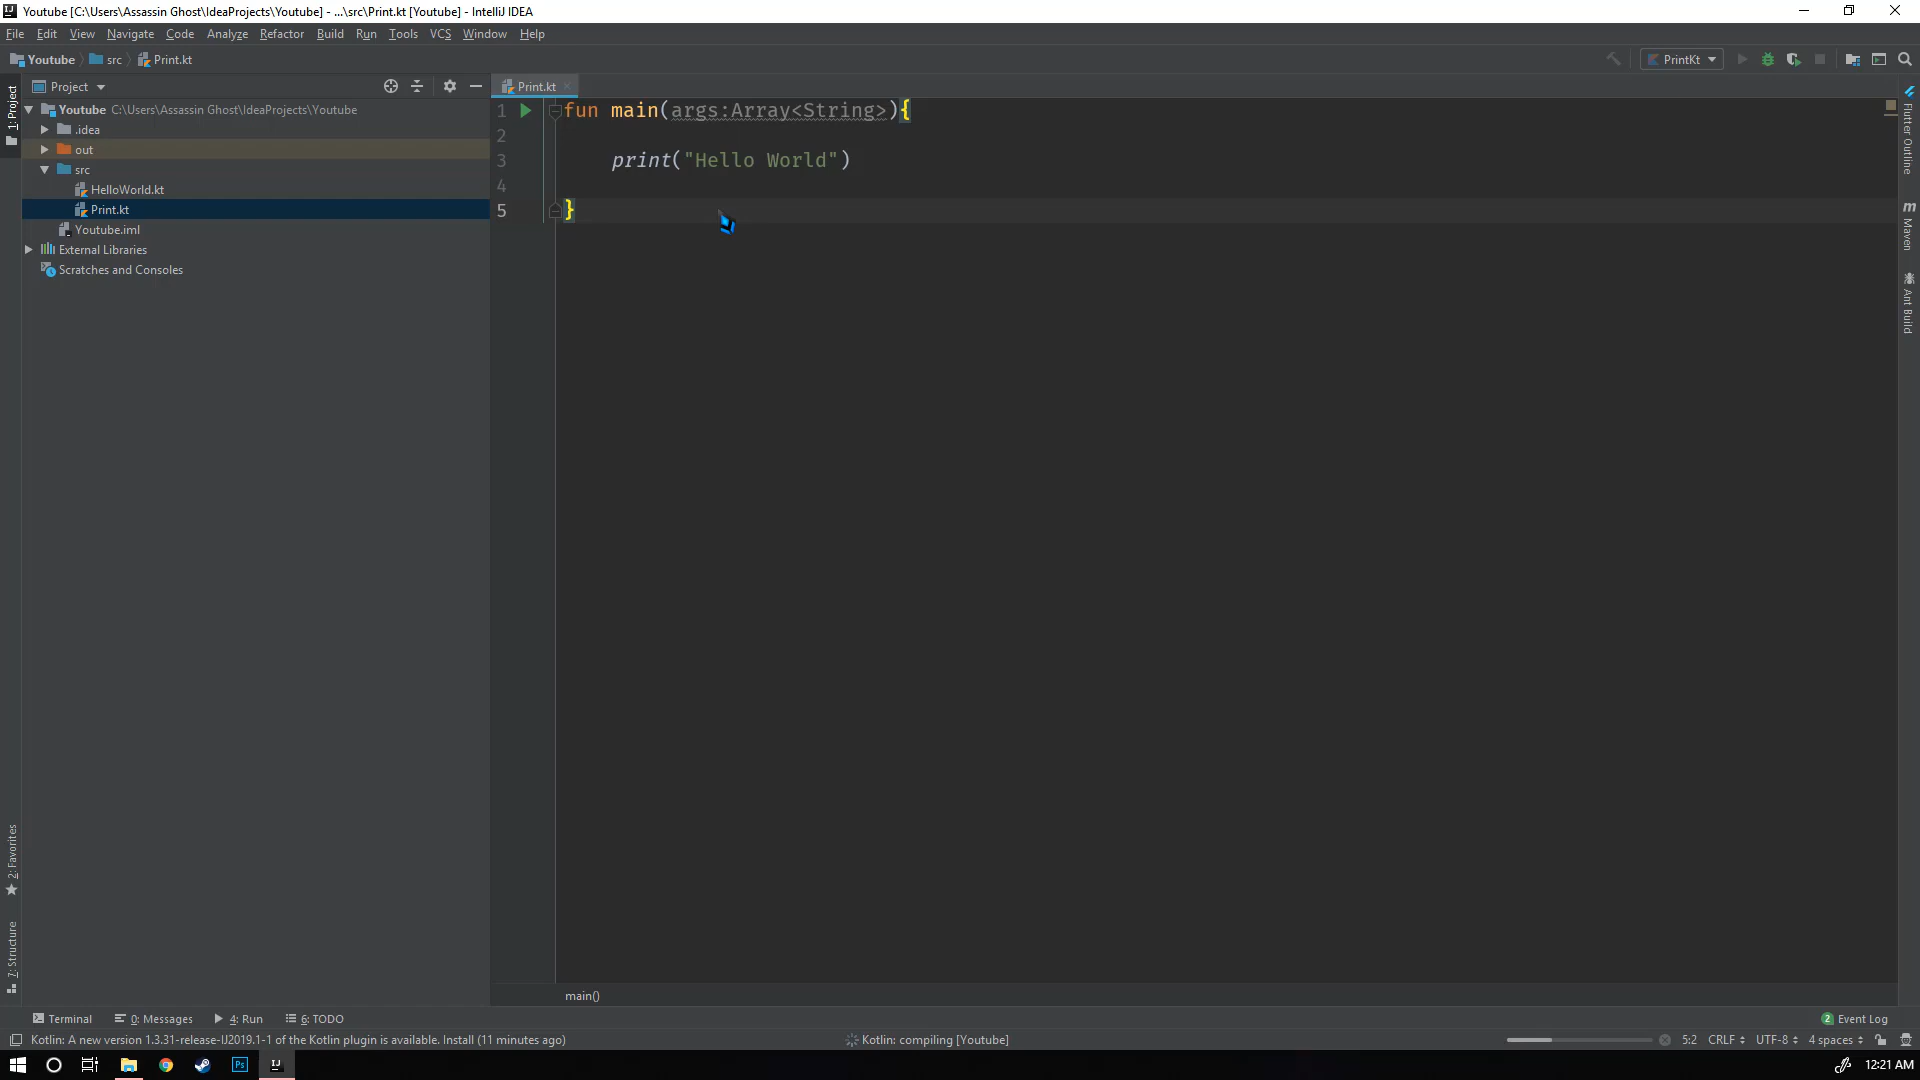 Youtube [C:\Users\Assassin Ghost\IdeaProjects\Youtube] - ...\src\Print.kt [Youtube] - IntelliJ IDEA
File Edit View Navigate Code Analyze Refactor Build Run Tools VCS Window Help
Youtube src Print.kt PrintKt
Project Print.kt
1: Project
Youtube C:\Users\Assassin Ghost\IdeaProjects\Youtube
.idea
out
src
HelloWorld.kt
Print.kt
Youtube.iml
External Libraries
Scratches and Consoles
1 fun main(args:Array<String>){
2
3 print("Hello World")
4
5 }
Flutter Outline
m Maven
Ant Build
2: Favorites
7: Structure
main()
Terminal 0: Messages 4: Run 6: TODO 2 Event Log
Kotlin: A new version 1.3.31-release-IJ2019.1-1 of the Kotlin plugin is available. Install (11 minutes ago) Kotlin: compiling [Youtube] 5:2 CRLF UTF-8 4 spaces
Ps IJ 12:21 AM